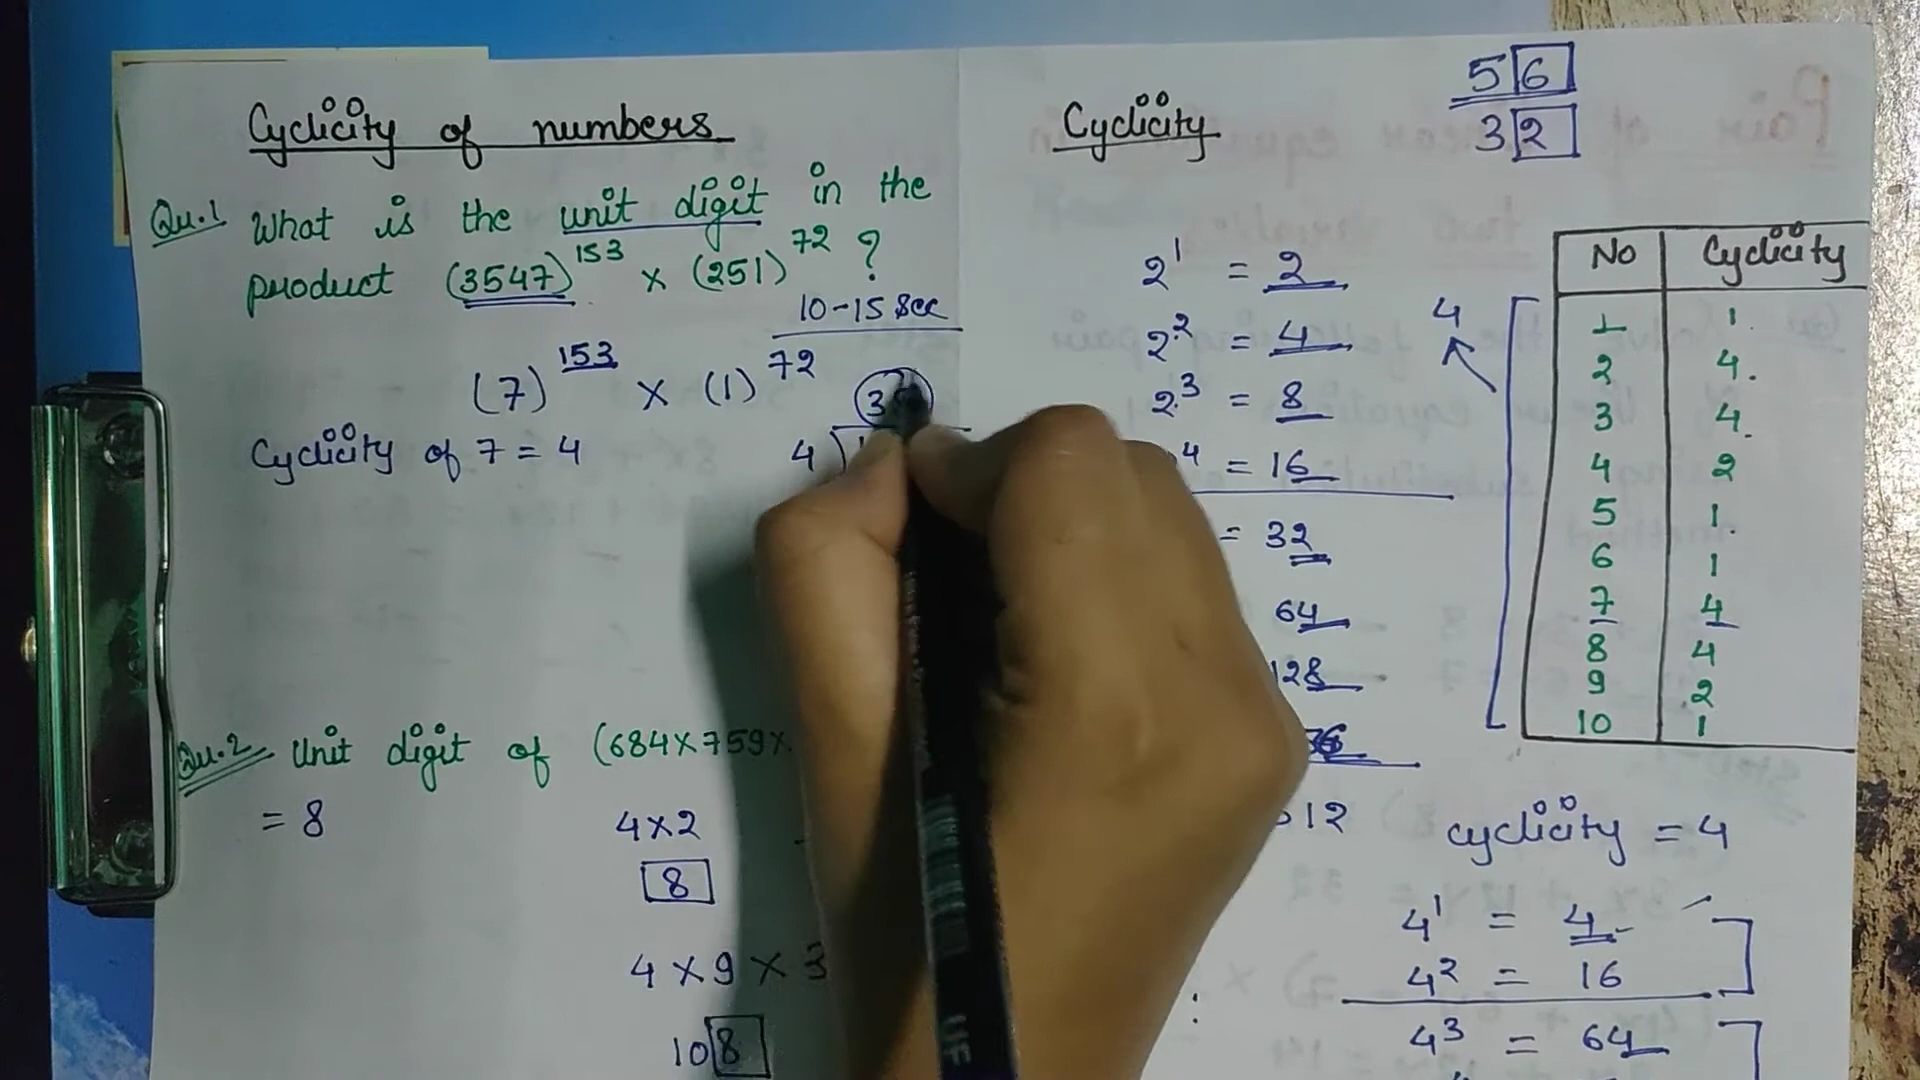 Cyclicity of numbers
Qu.1 What is the unit digit in the
product (3547)^153 × (251)^72 ?
10-15 Sec
(7)^153 × (1)^72
Cyclicity of 7 = 4
4
Qu.2 Unit digit of (684×759×
= 8
4×2
8
4 × 9 × 3
108
Cyclicity
56
32
2^1 = 2
2^2 = 4
2^3 = 8
4 = 16
= 32
64
128
512
4
No Cyclicity
1 1
2 4
3 4
4 2
5 1
6 1
7 4
8 4
9 2
10 1
cyclicity = 4
4^1 = 4
4^2 = 16
4^3 = 64